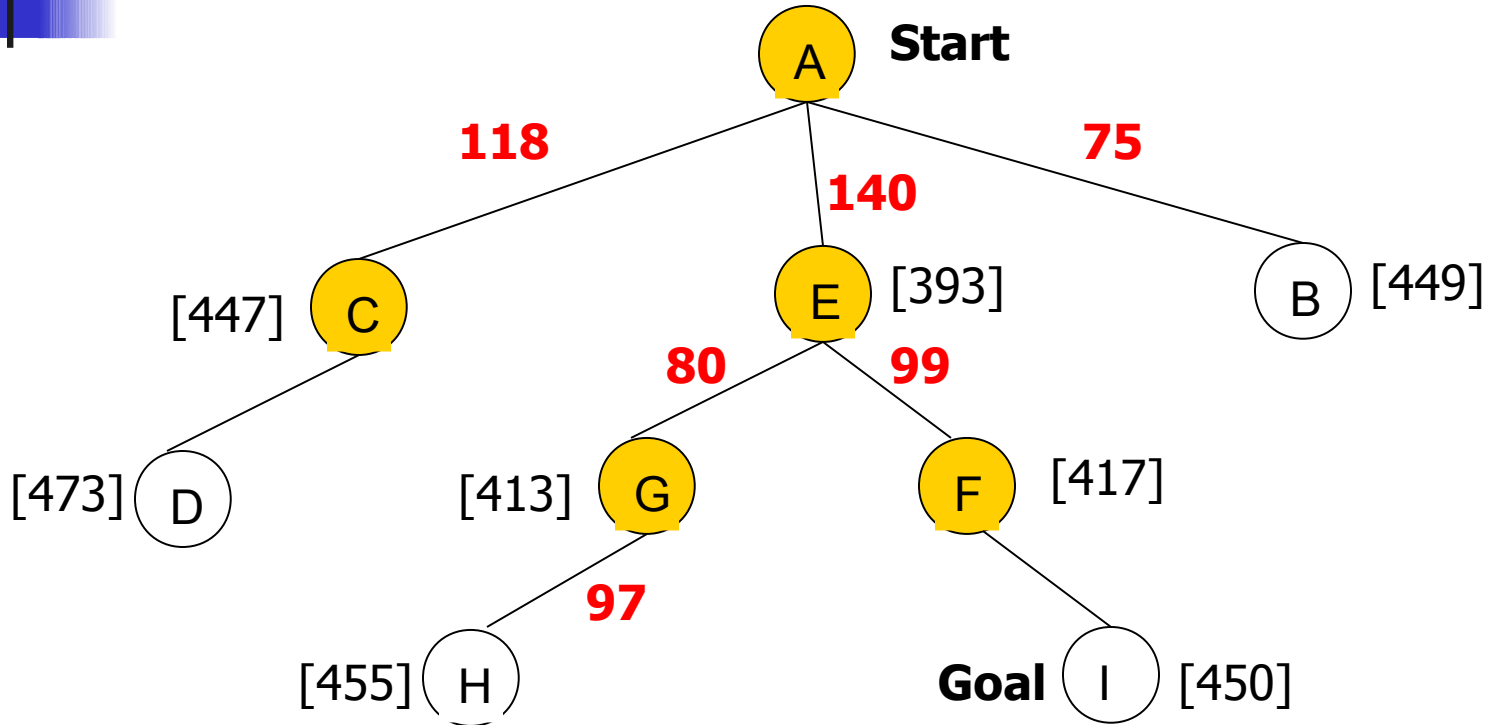 A Start
118
75
140
[447] C
E [393]
B [449]
80
99
[473] D
[413] G
F [417]
97
[455] H
Goal I [450]